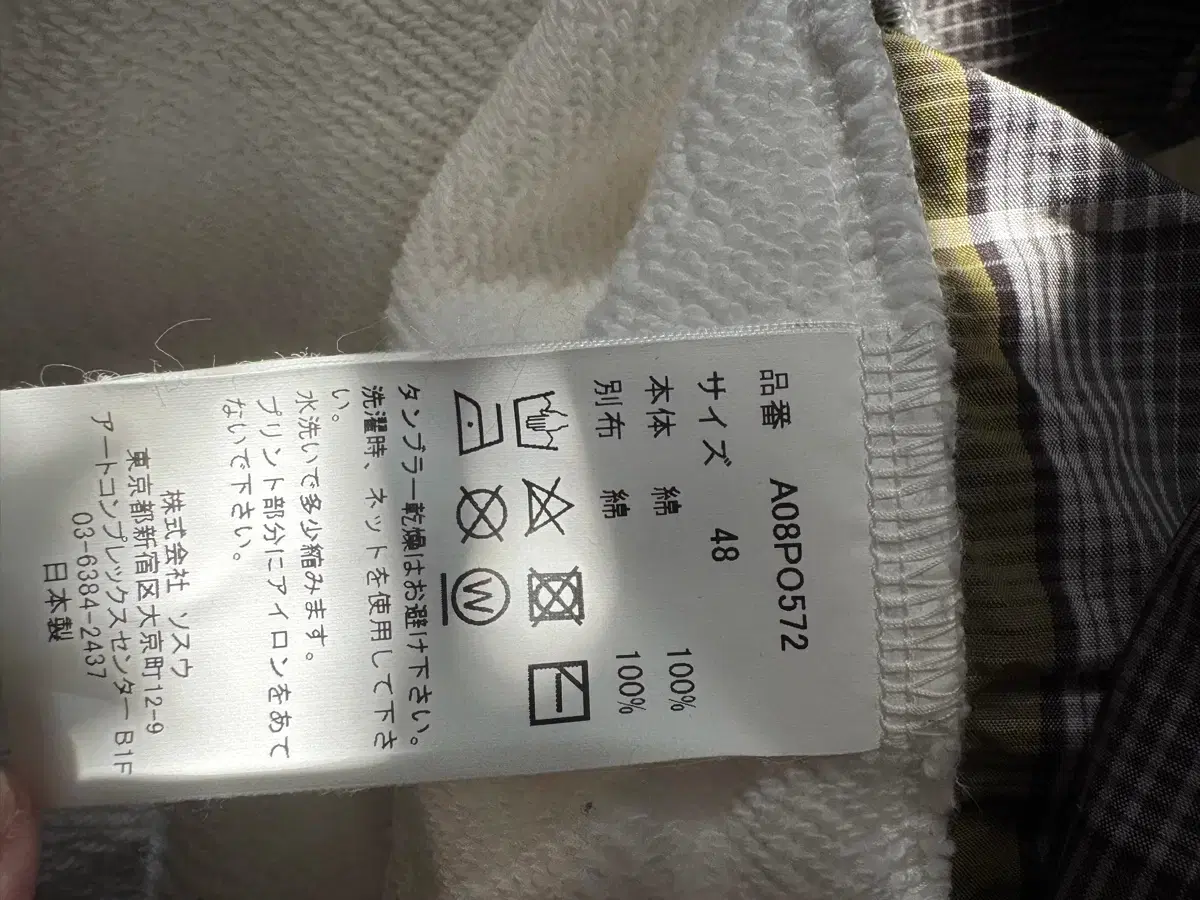 品番 A08PO572
サイズ 48
本体 綿 100%
別布 綿 100%
W
タンブラー乾燥はお避け下さい。
洗濯時、ネットを使用して下さ
い。
水洗いで多少縮みます。
プリント部分にアイロンをあて
ないで下さい。
株式会社 ソスウ
東京都新宿区大京町12-9
アートコンプレックスセンター B1F
03-6384-2437
日本製